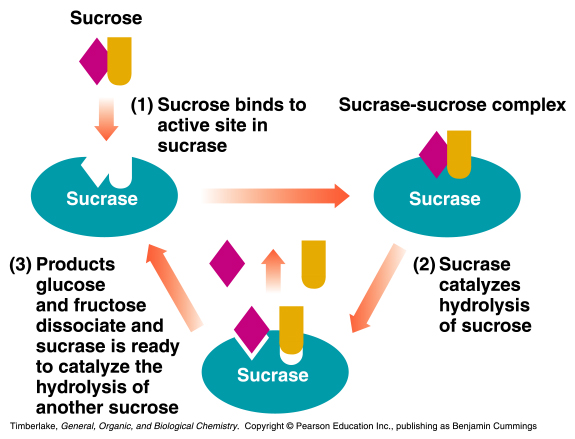 Sucrose
(1) Sucrose binds to
active site in
sucrase
Sucrase-sucrose complex
Sucrase
Sucrase
(3) Products
glucose
and fructose
dissociate and
sucrase is ready
to catalyze the
hydrolysis of
another sucrose
(2) Sucrase
catalyzes
hydrolysis
of sucrose
Sucrase
Timberlake, General, Organic, and Biological Chemistry. Copyright © Pearson Education Inc., publishing as Benjamin Cummings